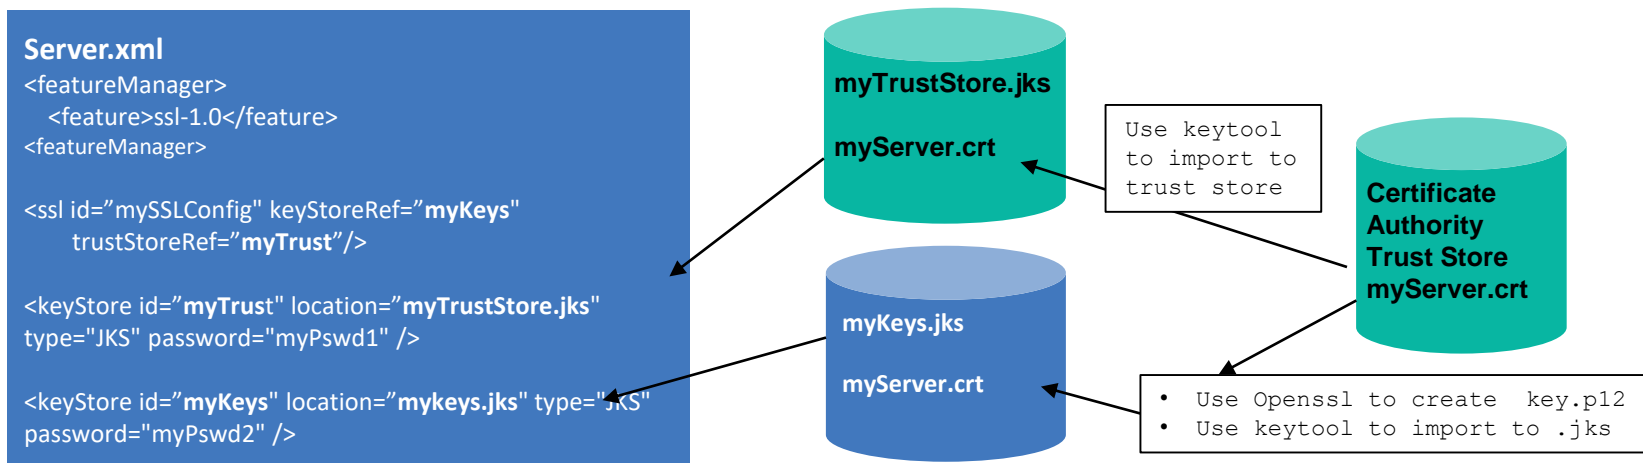 Server.xml
<featureManager>
<feature>ssl-1.0</feature>
<featureManager>
<ssl id=”mySSLConfig" keyStoreRef=”myKeys"
trustStoreRef=”myTrust”/>
<keyStore id=”myTrust" location=”myTrustStore.jks"
type="JKS" password="myPswd1" />
<keyStore id=”myKeys" location=”mykeys.jks" type="JKS"
password="myPswd2" />
myTrustStore.jks
myServer.crt
myKeys.jks
myServer.crt
Use keytool
to import to
trust store
Certificate
Authority
Trust Store
myServer.crt
• Use Openssl to create key.p12
• Use keytool to import to .jks